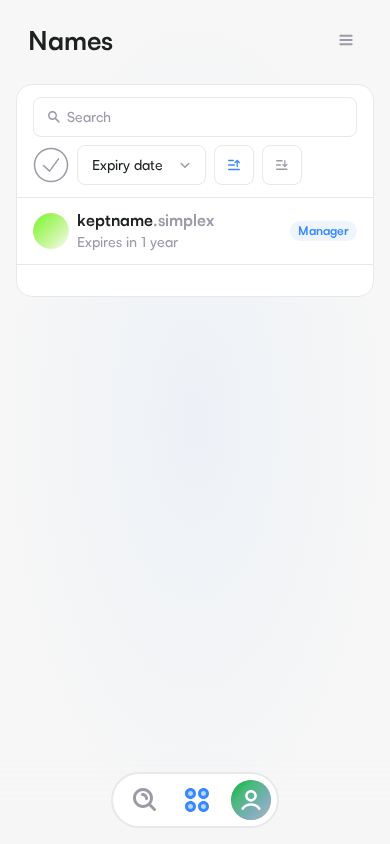 Names
Search
Expiry date
keptname.simplex
Expires in 1 year
Manager